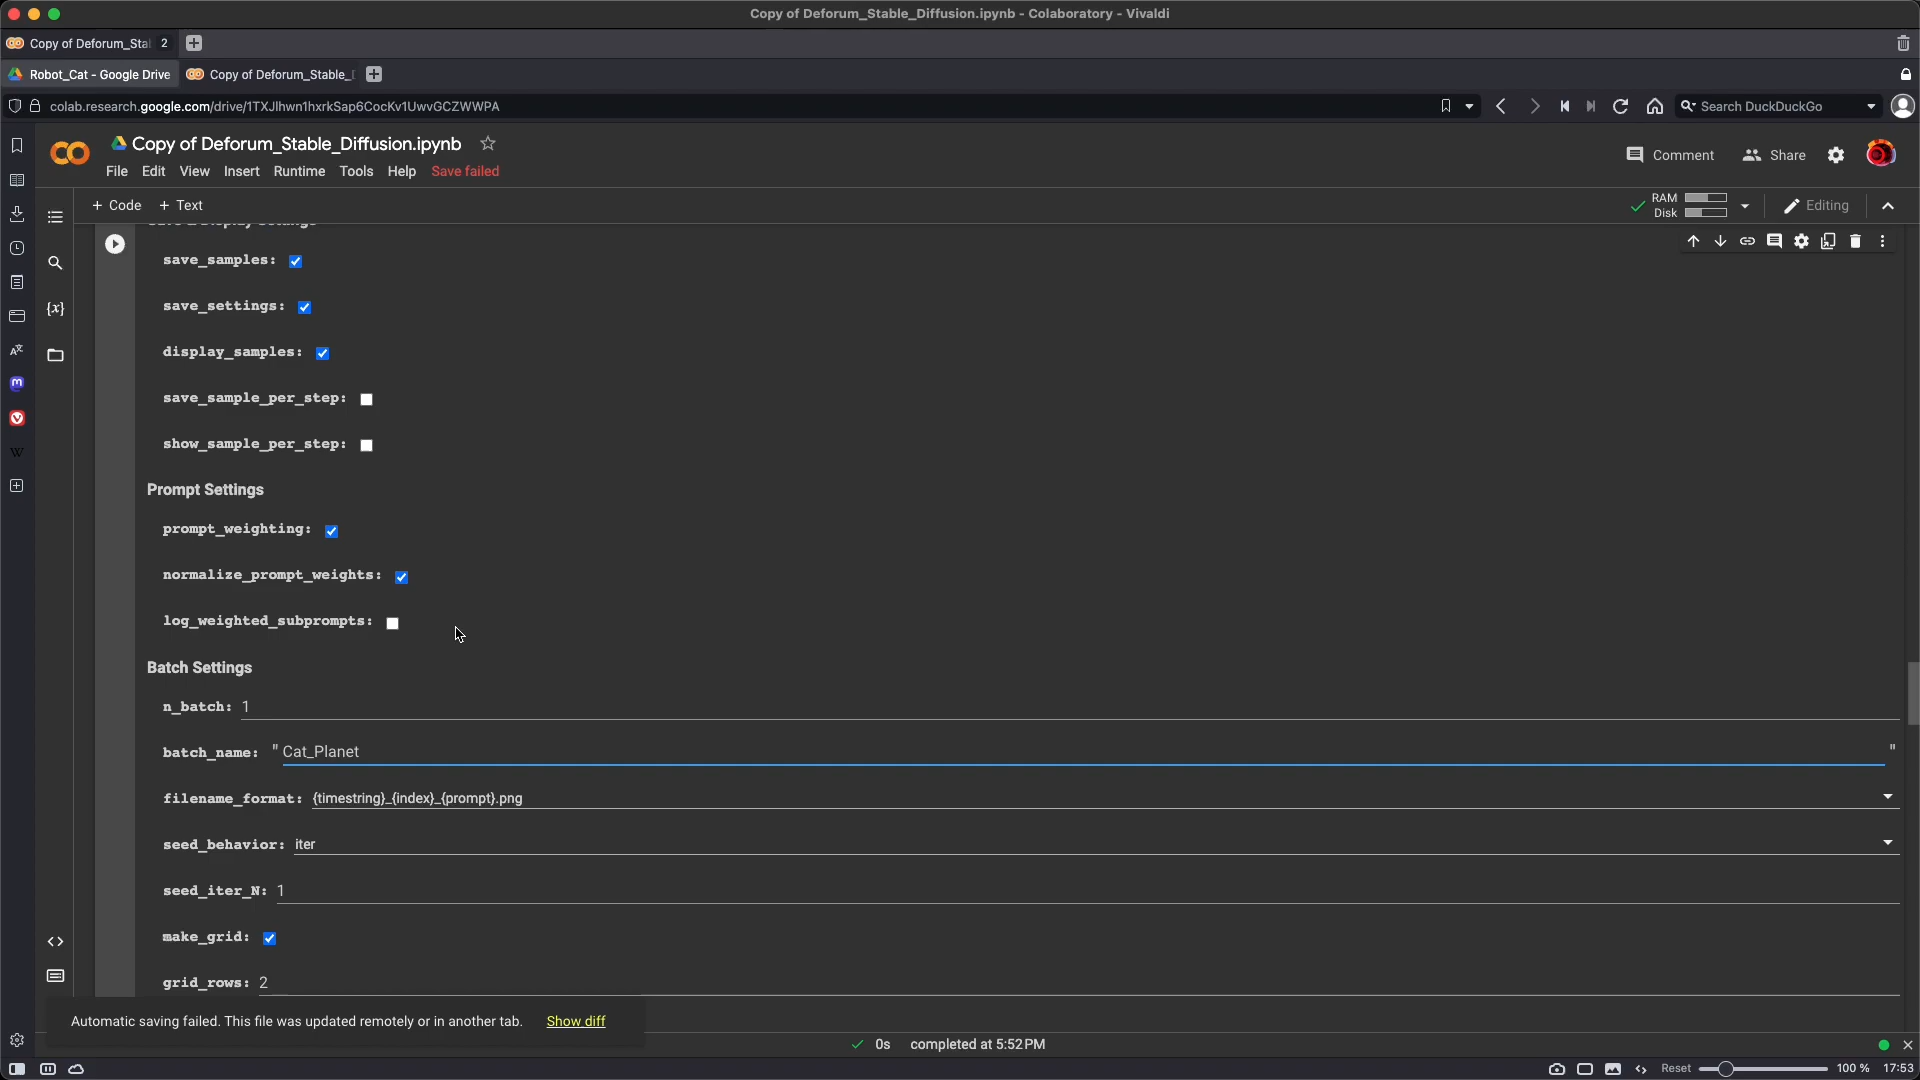 Copy of Deforum_Stable_Diffusion.ipynb - Colaboratory - Vivaldi
Copy of Deforum_Sta 2
Robot_Cat - Google Drive Copy of Deforum_Stable_
colab.research.google.com/drive/1TXJlhwn1hxrkSap6CocKv1UwvGCZWWPA Search DuckDuckGo
Copy of Deforum_Stable_Diffusion.ipynb
File Edit View Insert Runtime Tools Help Save failed
Comment Share
+ Code + Text
RAM
Disk
Editing
save_samples:
save_settings:
display_samples:
save_sample_per_step:
show_sample_per_step:
Prompt Settings
prompt_weighting:
normalize_prompt_weights:
log_weighted_subprompts:
Batch Settings
n_batch: 1
batch_name: " Cat_Planet "
filename_format: {timestring}_{index}_{prompt}.png
seed_behavior: iter
seed_iter_N: 1
make_grid:
grid_rows: 2
Automatic saving failed. This file was updated remotely or in another tab. Show diff
0s completed at 5:52 PM
Reset 100 % 17:53